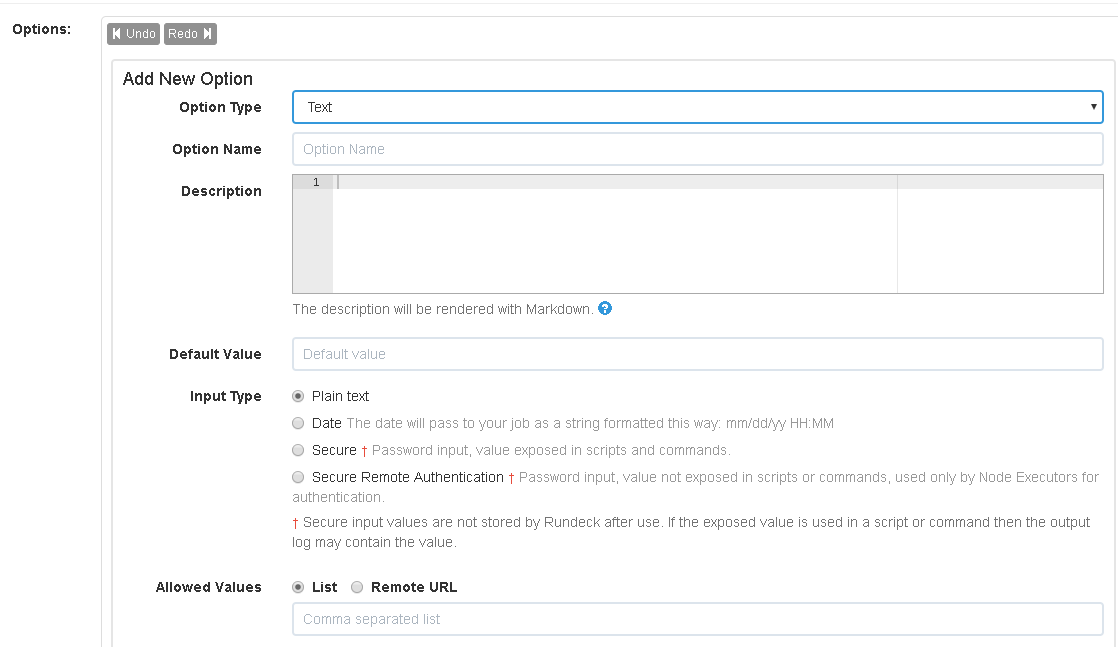 Options:
Undo Redo
Add New Option
Option Type Text
Option Name Option Name
Description 1
The description will be rendered with Markdown. ?
Default Value Default value
Input Type Plain text
Date The date will pass to your job as a string formatted this way: mm/dd/yy HH:MM
Secure † Password input, value exposed in scripts and commands.
Secure Remote Authentication † Password input, value not exposed in scripts or commands, used only by Node Executors for
authentication.
† Secure input values are not stored by Rundeck after use. If the exposed value is used in a script or command then the output
log may contain the value.
Allowed Values List Remote URL
Comma separated list